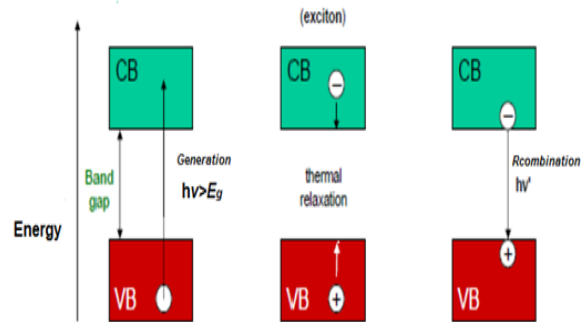 (exciton)
CB
CB
CB
−
−
Generation
hν>Eg
Band
gap
thermal
relaxation
Rcombination
hν'
Energy
VB
VB
+
VB
+